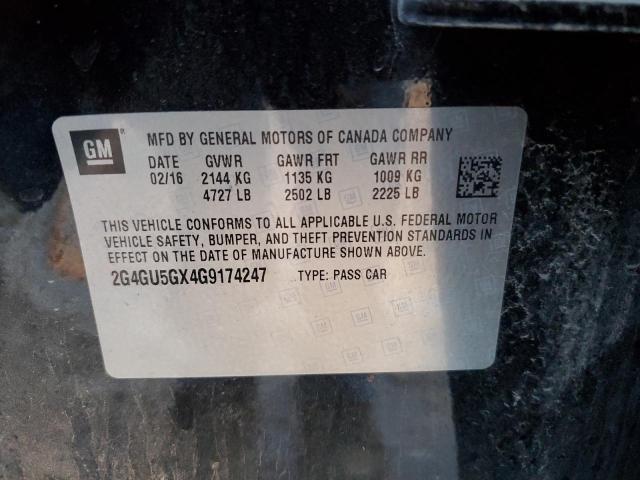 GM
MFD BY GENERAL MOTORS OF CANADA COMPANY
DATE GVWR GAWR FRT GAWR RR
02/16 2144 KG 1135 KG 1009 KG
4727 LB 2502 LB 2225 LB
THIS VEHICLE CONFORMS TO ALL APPLICABLE U.S. FEDERAL MOTOR
VEHICLE SAFETY, BUMPER, AND THEFT PREVENTION STANDARDS IN
EFFECT ON THE DATE OF MANUFACTURE SHOWN ABOVE.
2G4GU5GX4G9174247 TYPE: PASS CAR